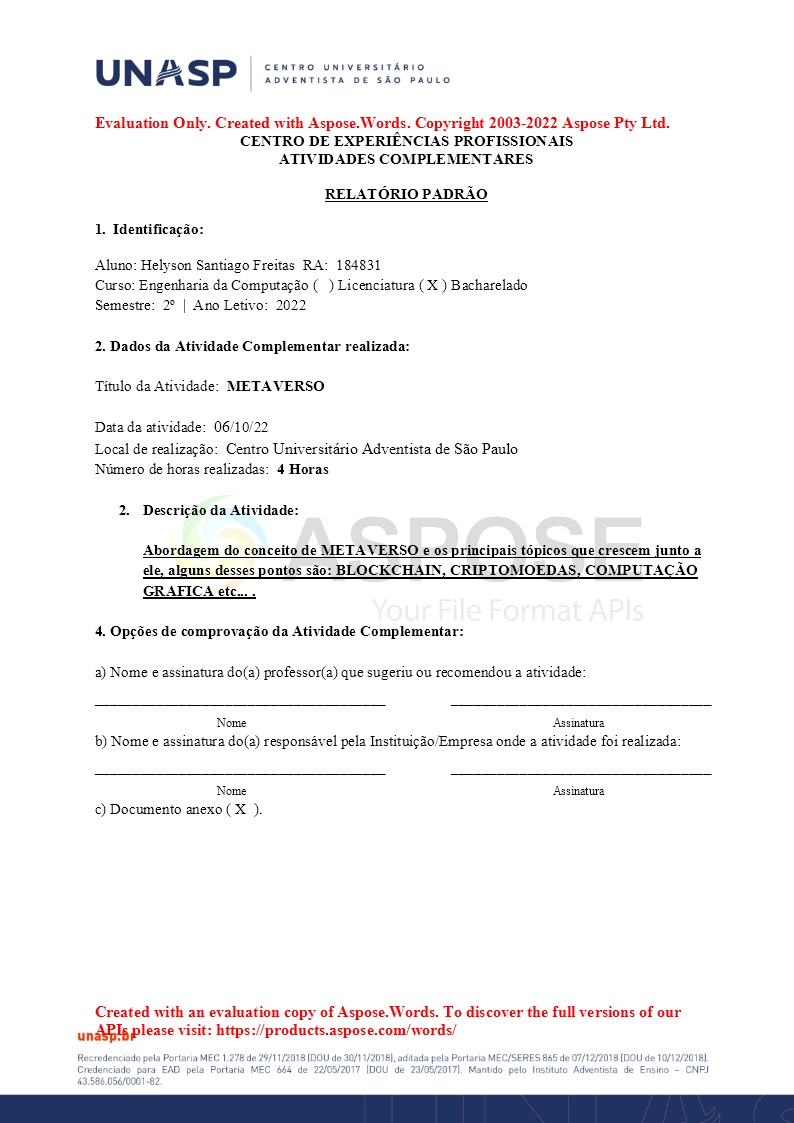 UNASP
CENTRO UNIVERSITÁRIO
ADVENTISTA DE SÃO PAULO
Evaluation Only. Created with Aspose.Words. Copyright 2003-2022 Aspose Pty Ltd.
CENTRO DE EXPERIÊNCIAS PROFISSIONAIS
ATIVIDADES COMPLEMENTARES
RELATÓRIO PADRÃO
1. Identificação:
Aluno: Helyson Santiago Freitas RA: 184831
Curso: Engenharia da Computação ( ) Licenciatura ( X ) Bacharelado
Semestre: 2º | Ano Letivo: 2022
2. Dados da Atividade Complementar realizada:
Título da Atividade: METAVERSO
Data da atividade: 06/10/22
Local de realização: Centro Universitário Adventista de São Paulo
Número de horas realizadas: 4 Horas
2. Descrição da Atividade:
ASPOSE
Abordagem do conceito de METAVERSO e os principais tópicos que crescem junto a
ele, alguns desses pontos são: BLOCKCHAIN, CRIPTOMOEDAS, COMPUTAÇÃO
GRAFICA etc... .
Your File Format APIs
4. Opções de comprovação da Atividade Complementar:
a) Nome e assinatura do(a) professor(a) que sugeriu ou recomendou a atividade:
Nome Assinatura
b) Nome e assinatura do(a) responsável pela Instituição/Empresa onde a atividade foi realizada:
Nome Assinatura
c) Documento anexo ( X ).
Created with an evaluation copy of Aspose.Words. To discover the full versions of our
APIs please visit: https://products.aspose.com/words/
unasp.br
Recredenciado pela Portaria MEC 1.278 de 29/11/2018 (DOU de 30/11/2018), aditada pela Portaria MEC/SERES 865 de 07/12/2018 (DOU de 10/12/2018).
Credenciado para EAD pela Portaria MEC 664 de 22/05/2017 (DOU de 23/05/2017). Mantido pelo Instituto Adventista de Ensino – CNPJ
43.586.056/0001-82.